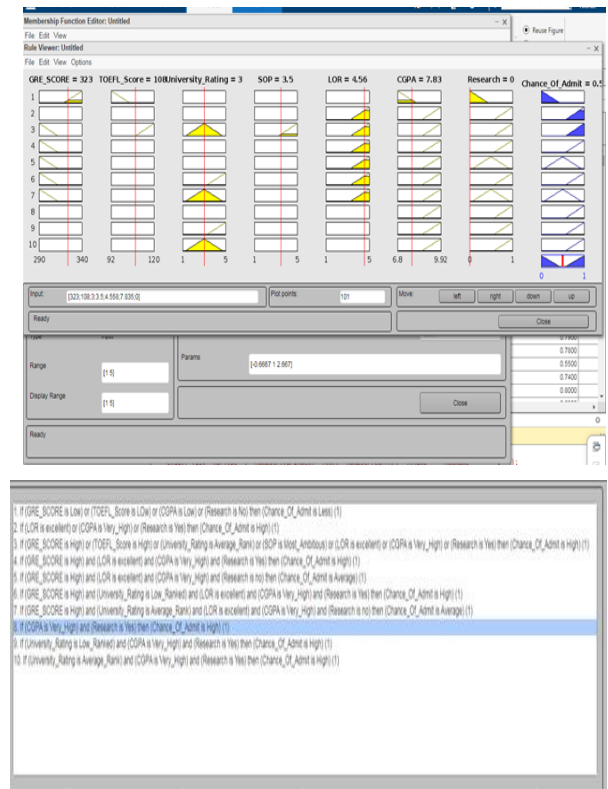 Membership Function Editor: Untitled
- x
File Edit View
Reuse Figure
Rule Viewer: Untitled
- X
File Edit View Options
GRE_SCORE = 323 TOEFL_Score = 108 University_Rating = 3 SOP = 3.5 LOR = 4.56 CGPA = 7.83 Research = 0 Chance_Of_Admit = 0.5
1
2
3
4
5
6
7
8
9
10
290 340 92 120 1 5 1 5 1 5 6.8 9.92 0 1
0 1
Input: [323;108;3;3.5;4.558;7.835;0] Plot points: 101 Move: left right down up
Ready Close
0.7800
Range [1 5] Params [-0.6667 1 2.667] 0.5500
0.7400
Display Range [1 5] Close 0.8000
Ready
1. If (GRE_SCORE is Low) or (TOEFL_Score is LOw) or (CGPA is Low) or (Research is No) then (Chance_Of_Admit is Less) (1)
2. If (LOR is excellent) or (CGPA is Very_High) or (Research is Yes) then (Chance_Of_Admit is High) (1)
3. If (GRE_SCORE is High) or (TOEFL_Score is High) or (University_Rating is Average_Rank) or (SOP is Most_Ambitious) or (LOR is excellent) or (CGPA is Very_High) or (Research is Yes) then (Chance_Of_Admit is High) (1)
4. If (GRE_SCORE is High) and (LOR is excellent) and (CGPA is Very_High) and (Research is Yes) then (Chance_Of_Admit is High) (1)
5. If (GRE_SCORE is High) and (LOR is excellent) and (CGPA is Very_High) and (Research is no) then (Chance_Of_Admit is Average) (1)
6. If (GRE_SCORE is High) and (University_Rating is Low_Ranked) and (LOR is excellent) and (CGPA is Very_High) and (Research is Yes) then (Chance_Of_Admit is High) (1)
7. If (GRE_SCORE is High) and (University_Rating is Average_Rank) and (LOR is excellent) and (CGPA is Very_High) and (Research is no) then (Chance_Of_Admit is Average) (1)
8. If (CGPA is Very_High) and (Research is Yes) then (Chance_Of_Admit is High) (1)
9. If (University_Rating is Low_Ranked) and (CGPA is Very_High) and (Research is Yes) then (Chance_Of_Admit is High) (1)
10. If (University_Rating is Average_Rank) and (CGPA is Very_High) and (Research is Yes) then (Chance_Of_Admit is High) (1)